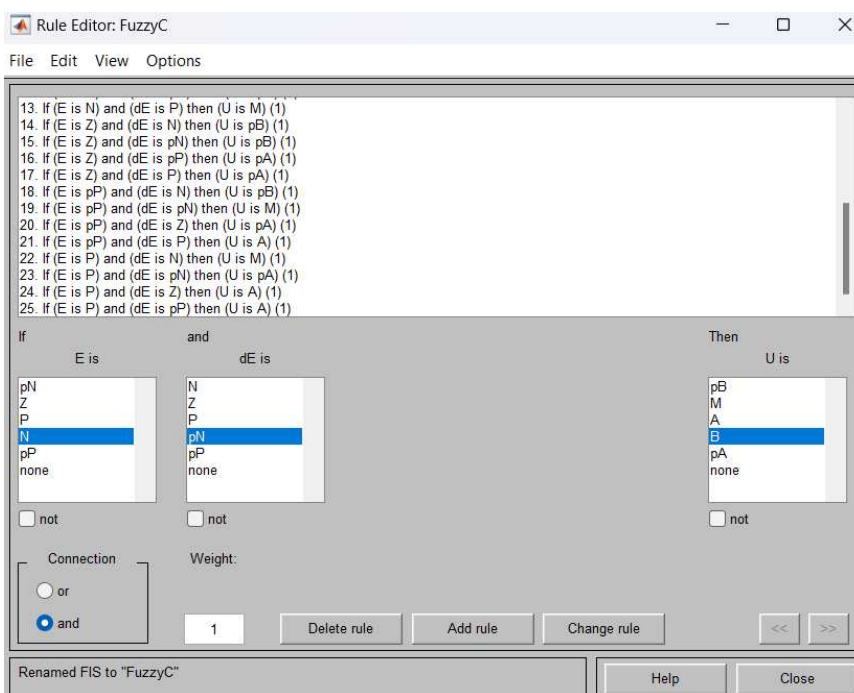 Rule Editor: FuzzyC
File Edit View Options
13. If (E is N) and (dE is P) then (U is M) (1)
14. If (E is Z) and (dE is N) then (U is pB) (1)
15. If (E is Z) and (dE is pN) then (U is pB) (1)
16. If (E is Z) and (dE is pP) then (U is pA) (1)
17. If (E is Z) and (dE is P) then (U is pA) (1)
18. If (E is pP) and (dE is N) then (U is pB) (1)
19. If (E is pP) and (dE is pN) then (U is M) (1)
20. If (E is pP) and (dE is Z) then (U is pA) (1)
21. If (E is pP) and (dE is P) then (U is A) (1)
22. If (E is P) and (dE is N) then (U is M) (1)
23. If (E is P) and (dE is pN) then (U is pA) (1)
24. If (E is P) and (dE is Z) then (U is A) (1)
25. If (E is P) and (dE is pP) then (U is A) (1)
If and Then
E is dE is U is
pN N pB
Z Z M
P P A
N pN B
pP pP pA
none none none
not not not
Connection Weight:
or
and 1 Delete rule Add rule Change rule << >>
Renamed FIS to "FuzzyC" Help Close